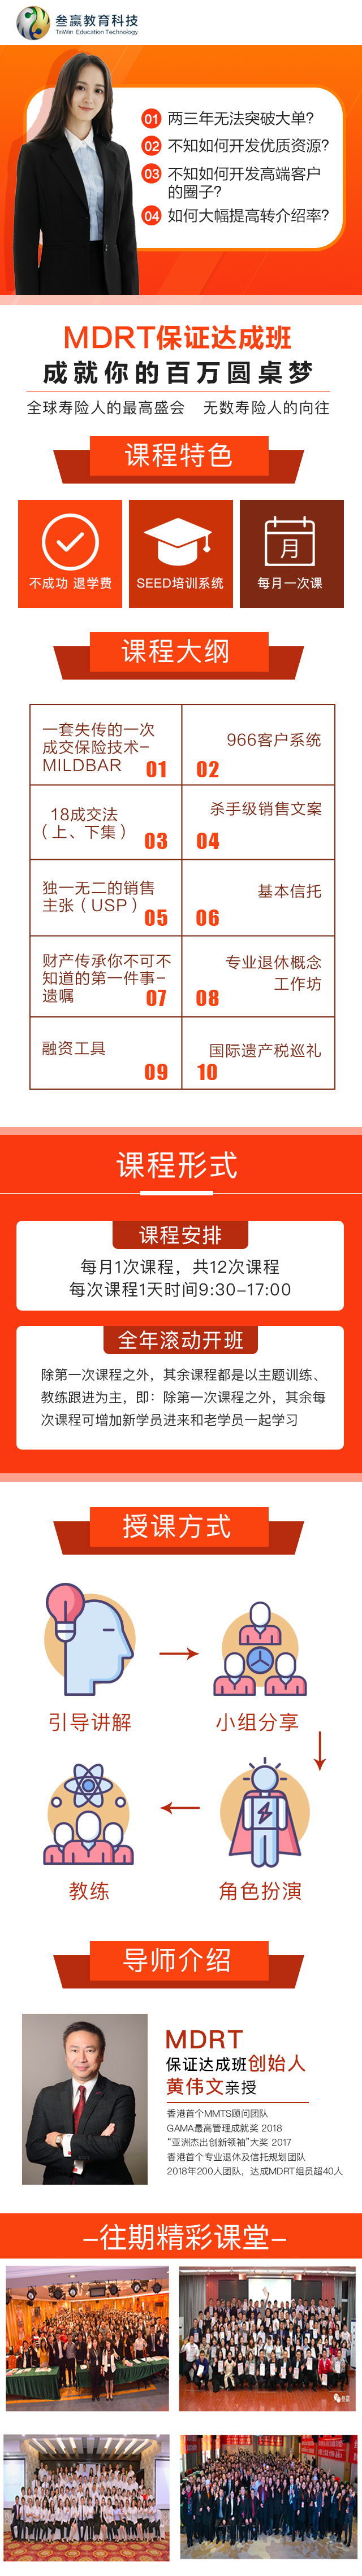 叁赢教育科技
TriWin Education Technology
01 两三年无法突破大单?
02 不知如何开发优质资源?
03 不知如何开发高端客户
的圈子?
04 如何大幅提高转介绍率?
MDRT保证达成班
成就你的百万圆桌梦
全球寿险人的最高盛会 无数寿险人的向往
课程特色
不成功 退学费
SEED培训系统
月
每月一次课
课程大纲
一套失传的一次
成交保险技术-
MILDBAR 01
966客户系统
02
18成交法
(上、下集) 03
杀手级销售文案
04
独一无二的销售
主张(USP) 05
基本信托
06
财产传承你不可不
知道的第一件事-
遗嘱 07
专业退休概念
工作坊
08
融资工具
09
国际遗产税巡礼
10
课程形式
课程安排
每月1次课程，共12次课程
每次课程1天时间9:30-17:00
全年滚动开班
除第一次课程之外，其余课程都是以主题训练、
教练跟进为主，即：除第一次课程之外，其余每
次课程可增加新学员进来和老学员一起学习
授课方式
引导讲解
小组分享
教练
角色扮演
导师介绍
MDRT
保证达成班创始人
黄伟文亲授
香港首个MMTS顾问团队
GAMA最高管理成就奖 2018
“亚洲杰出创新领袖”大奖 2017
香港首个专业退休及信托规划团队
2018年200人团队，达成MDRT组员超40人
-往期精彩课堂-